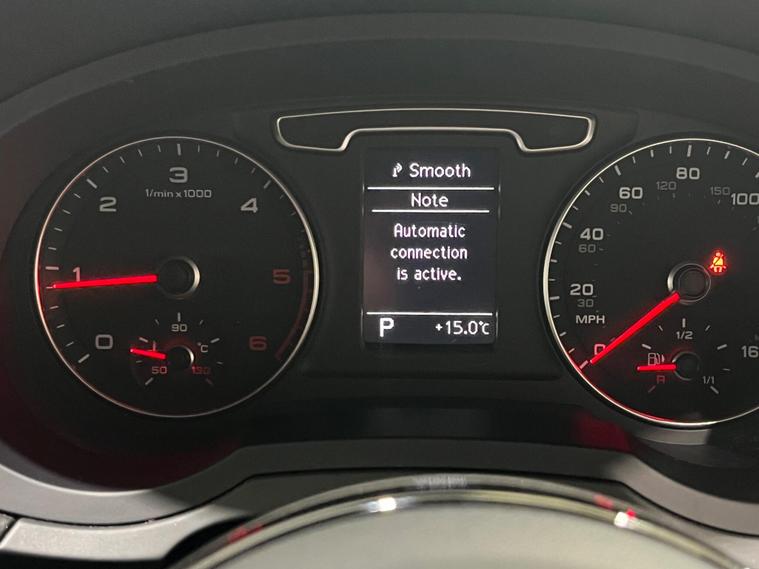 Smooth
Note
Automatic
connection
is active.
P +15.0°C
0 1 2 3 4 5 6
1/min x 1000
50 90 130 °C
0 20 40 60 80 100 16
30 60 90 120 150
MPH
R 1/2 1/1